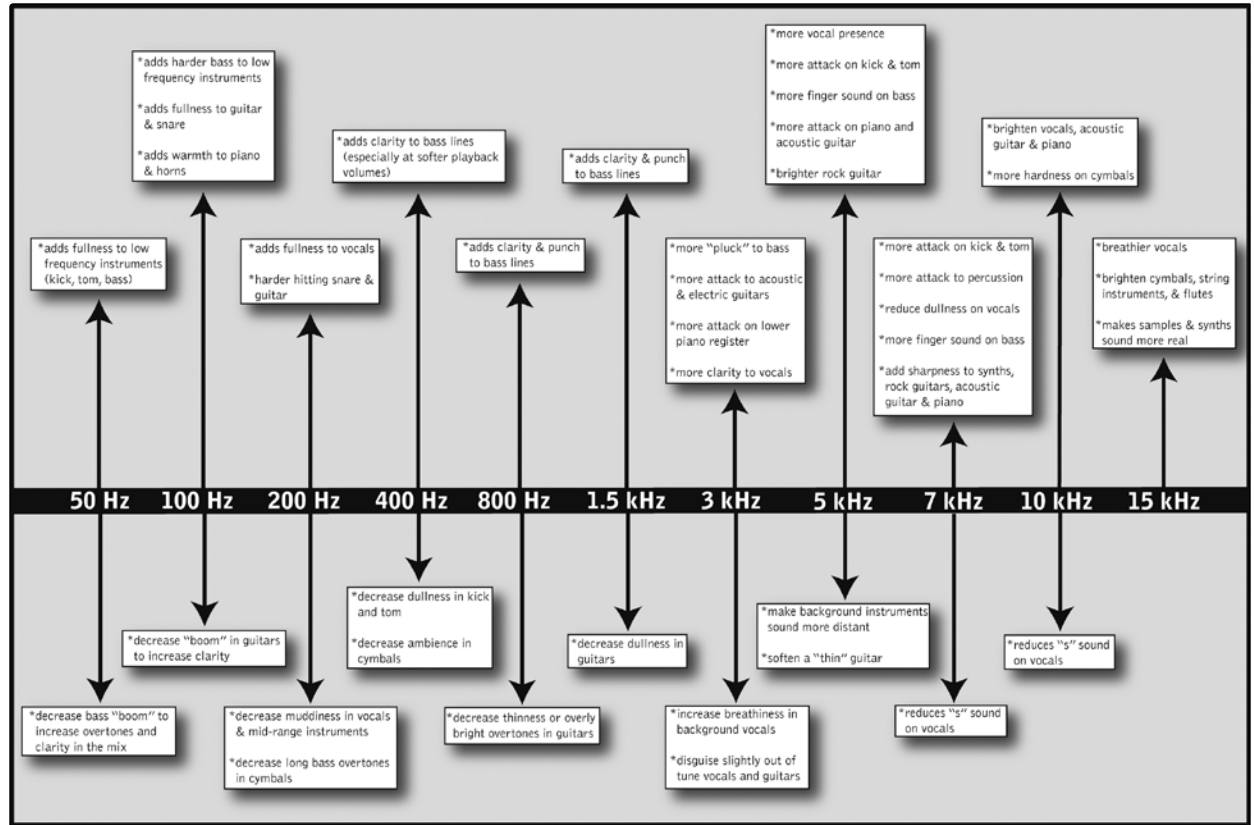 *adds fullness to low
frequency instruments
(kick, tom, bass)
*adds harder bass to low
frequency instruments
*adds fullness to guitar
& snare
*adds warmth to piano
& horns
*adds fullness to vocals
*harder hitting snare &
guitar
*adds clarity to bass lines
(especially at softer playback
volumes)
*adds clarity & punch
to bass lines
*adds clarity & punch
to bass lines
*more "pluck" to bass
*more attack to acoustic
& electric guitars
*more attack on lower
piano register
*more clarity to vocals
*more vocal presence
*more attack on kick & tom
*more finger sound on bass
*more attack on piano and
acoustic guitar
*brighter rock guitar
*more attack on kick & tom
*more attack to percussion
*reduce dullness on vocals
*more finger sound on bass
*add sharpness to synths,
rock guitars, acoustic
guitar & piano
*brighten vocals, acoustic
guitar & piano
*more hardness on cymbals
*breathier vocals
*brighten cymbals, string
instruments, & flutes
*makes samples & synths
sound more real
50 Hz 100 Hz 200 Hz 400 Hz 800 Hz 1.5 kHz 3 kHz 5 kHz 7 kHz 10 kHz 15 kHz
*decrease bass "boom" to
increase overtones and
clarity in the mix
*decrease "boom" in guitars
to increase clarity
*decrease muddiness in vocals
& mid-range instruments
*decrease long bass overtones
in cymbals
*decrease dullness in kick
and tom
*decrease ambience in
cymbals
*decrease thinness or overly
bright overtones in guitars
*decrease dullness in
guitars
*increase breathiness in
background vocals
*disguise slightly out of
tune vocals and guitars
*make background instruments
sound more distant
*soften a "thin" guitar
*reduces "s" sound
on vocals
*reduces "s" sound
on vocals